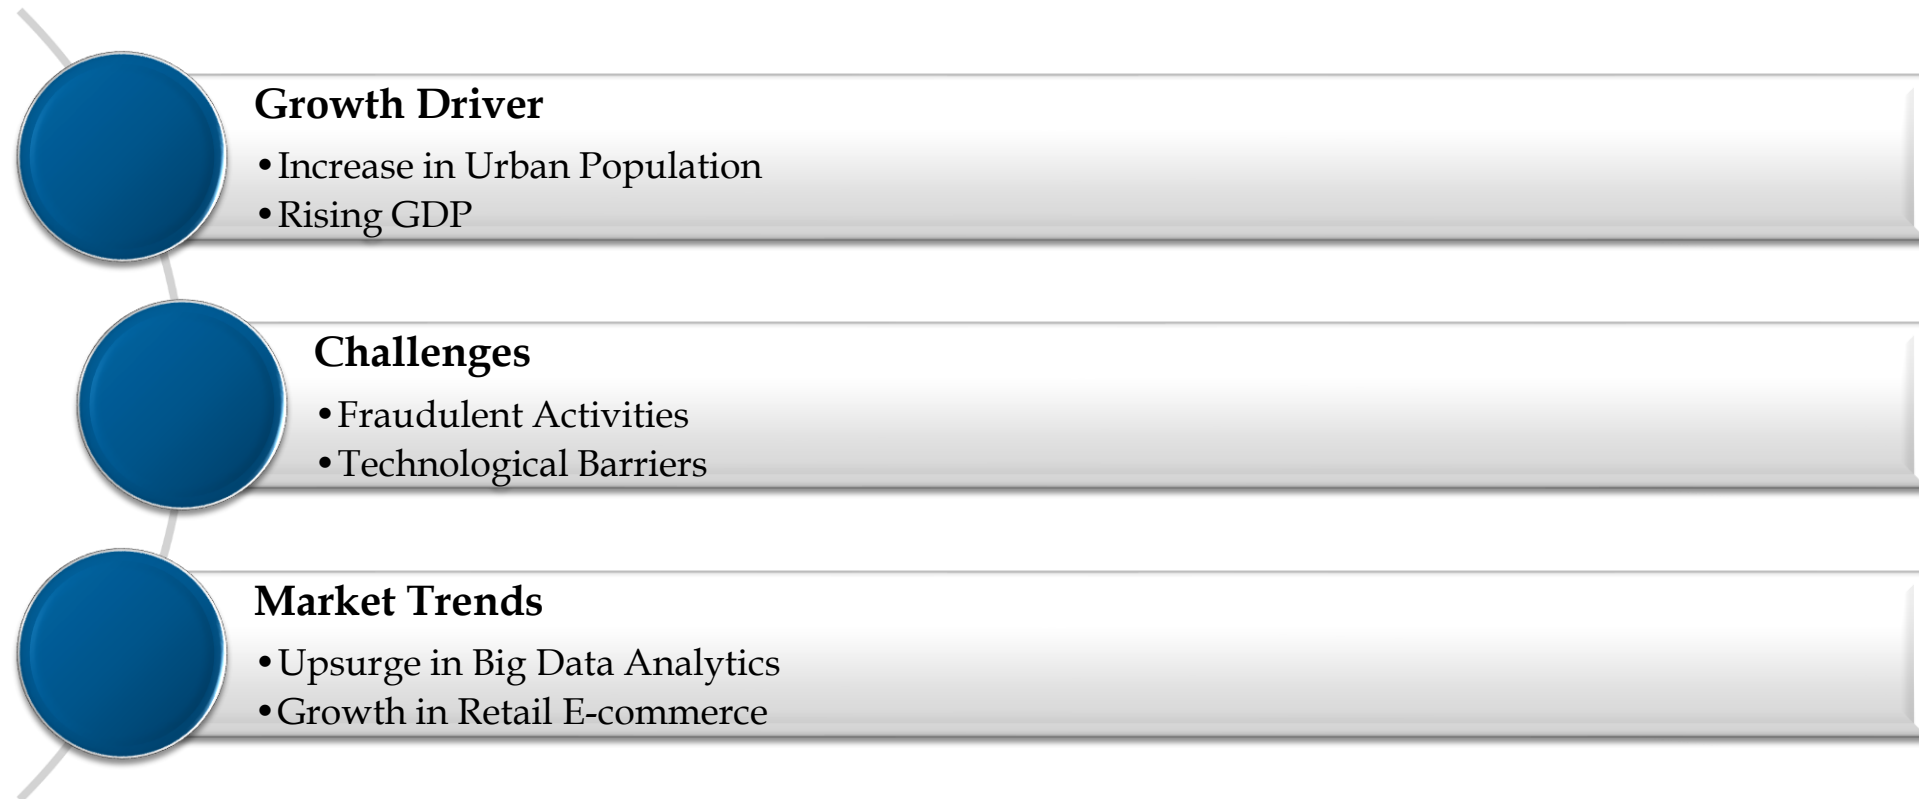 Growth Driver
•Increase in Urban Population
•Rising GDP
Challenges
•Fraudulent Activities
•Technological Barriers
Market Trends
•Upsurge in Big Data Analytics
•Growth in Retail E-commerce